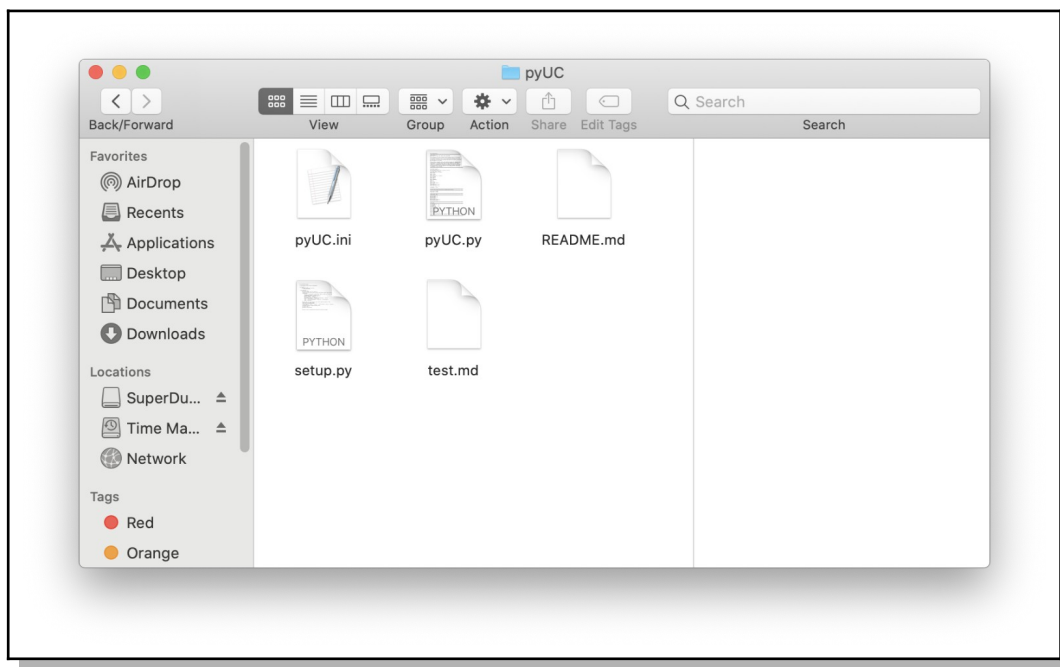 pyUC
Back/Forward View Group Action Share Edit Tags Search
Search
Favorites
AirDrop
Recents
Applications
Desktop
Documents
Downloads
Locations
SuperDu...
Time Ma...
Network
Tags
Red
Orange
PYTHON
pyUC.ini pyUC.py README.md
PYTHON
setup.py test.md